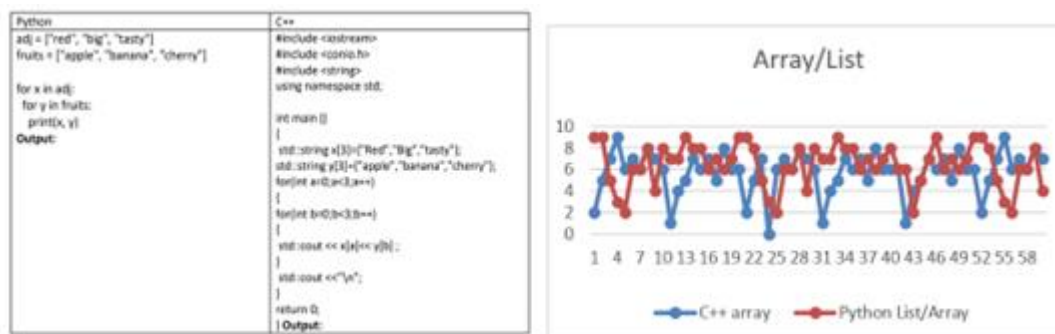 Python
adj = ["red", "big", "tasty"]
fruits = ["apple", "banana", "cherry"]
for x in adj:
for y in fruits:
print(x, y)
Output:
C++
#include <iostream>
#include <conio.h>
#include <string>
using namespace std;
int main ()
{
std::string x[3]={"Red","Big","tasty"};
std::string y[3]={"apple","banana","cherry"};
for(int a=0;a<3;a++)
{
for(int b=0;b<3;b++)
{
std::cout << x[a]<< y[b] ;
}
std::cout <<"\n";
}
return 0;
} Output:
Array/List
10
8
6
4
2
0
1 4 7 10 13 16 19 22 25 28 31 34 37 40 43 46 49 52 55 58
C++ array
Python List/Array